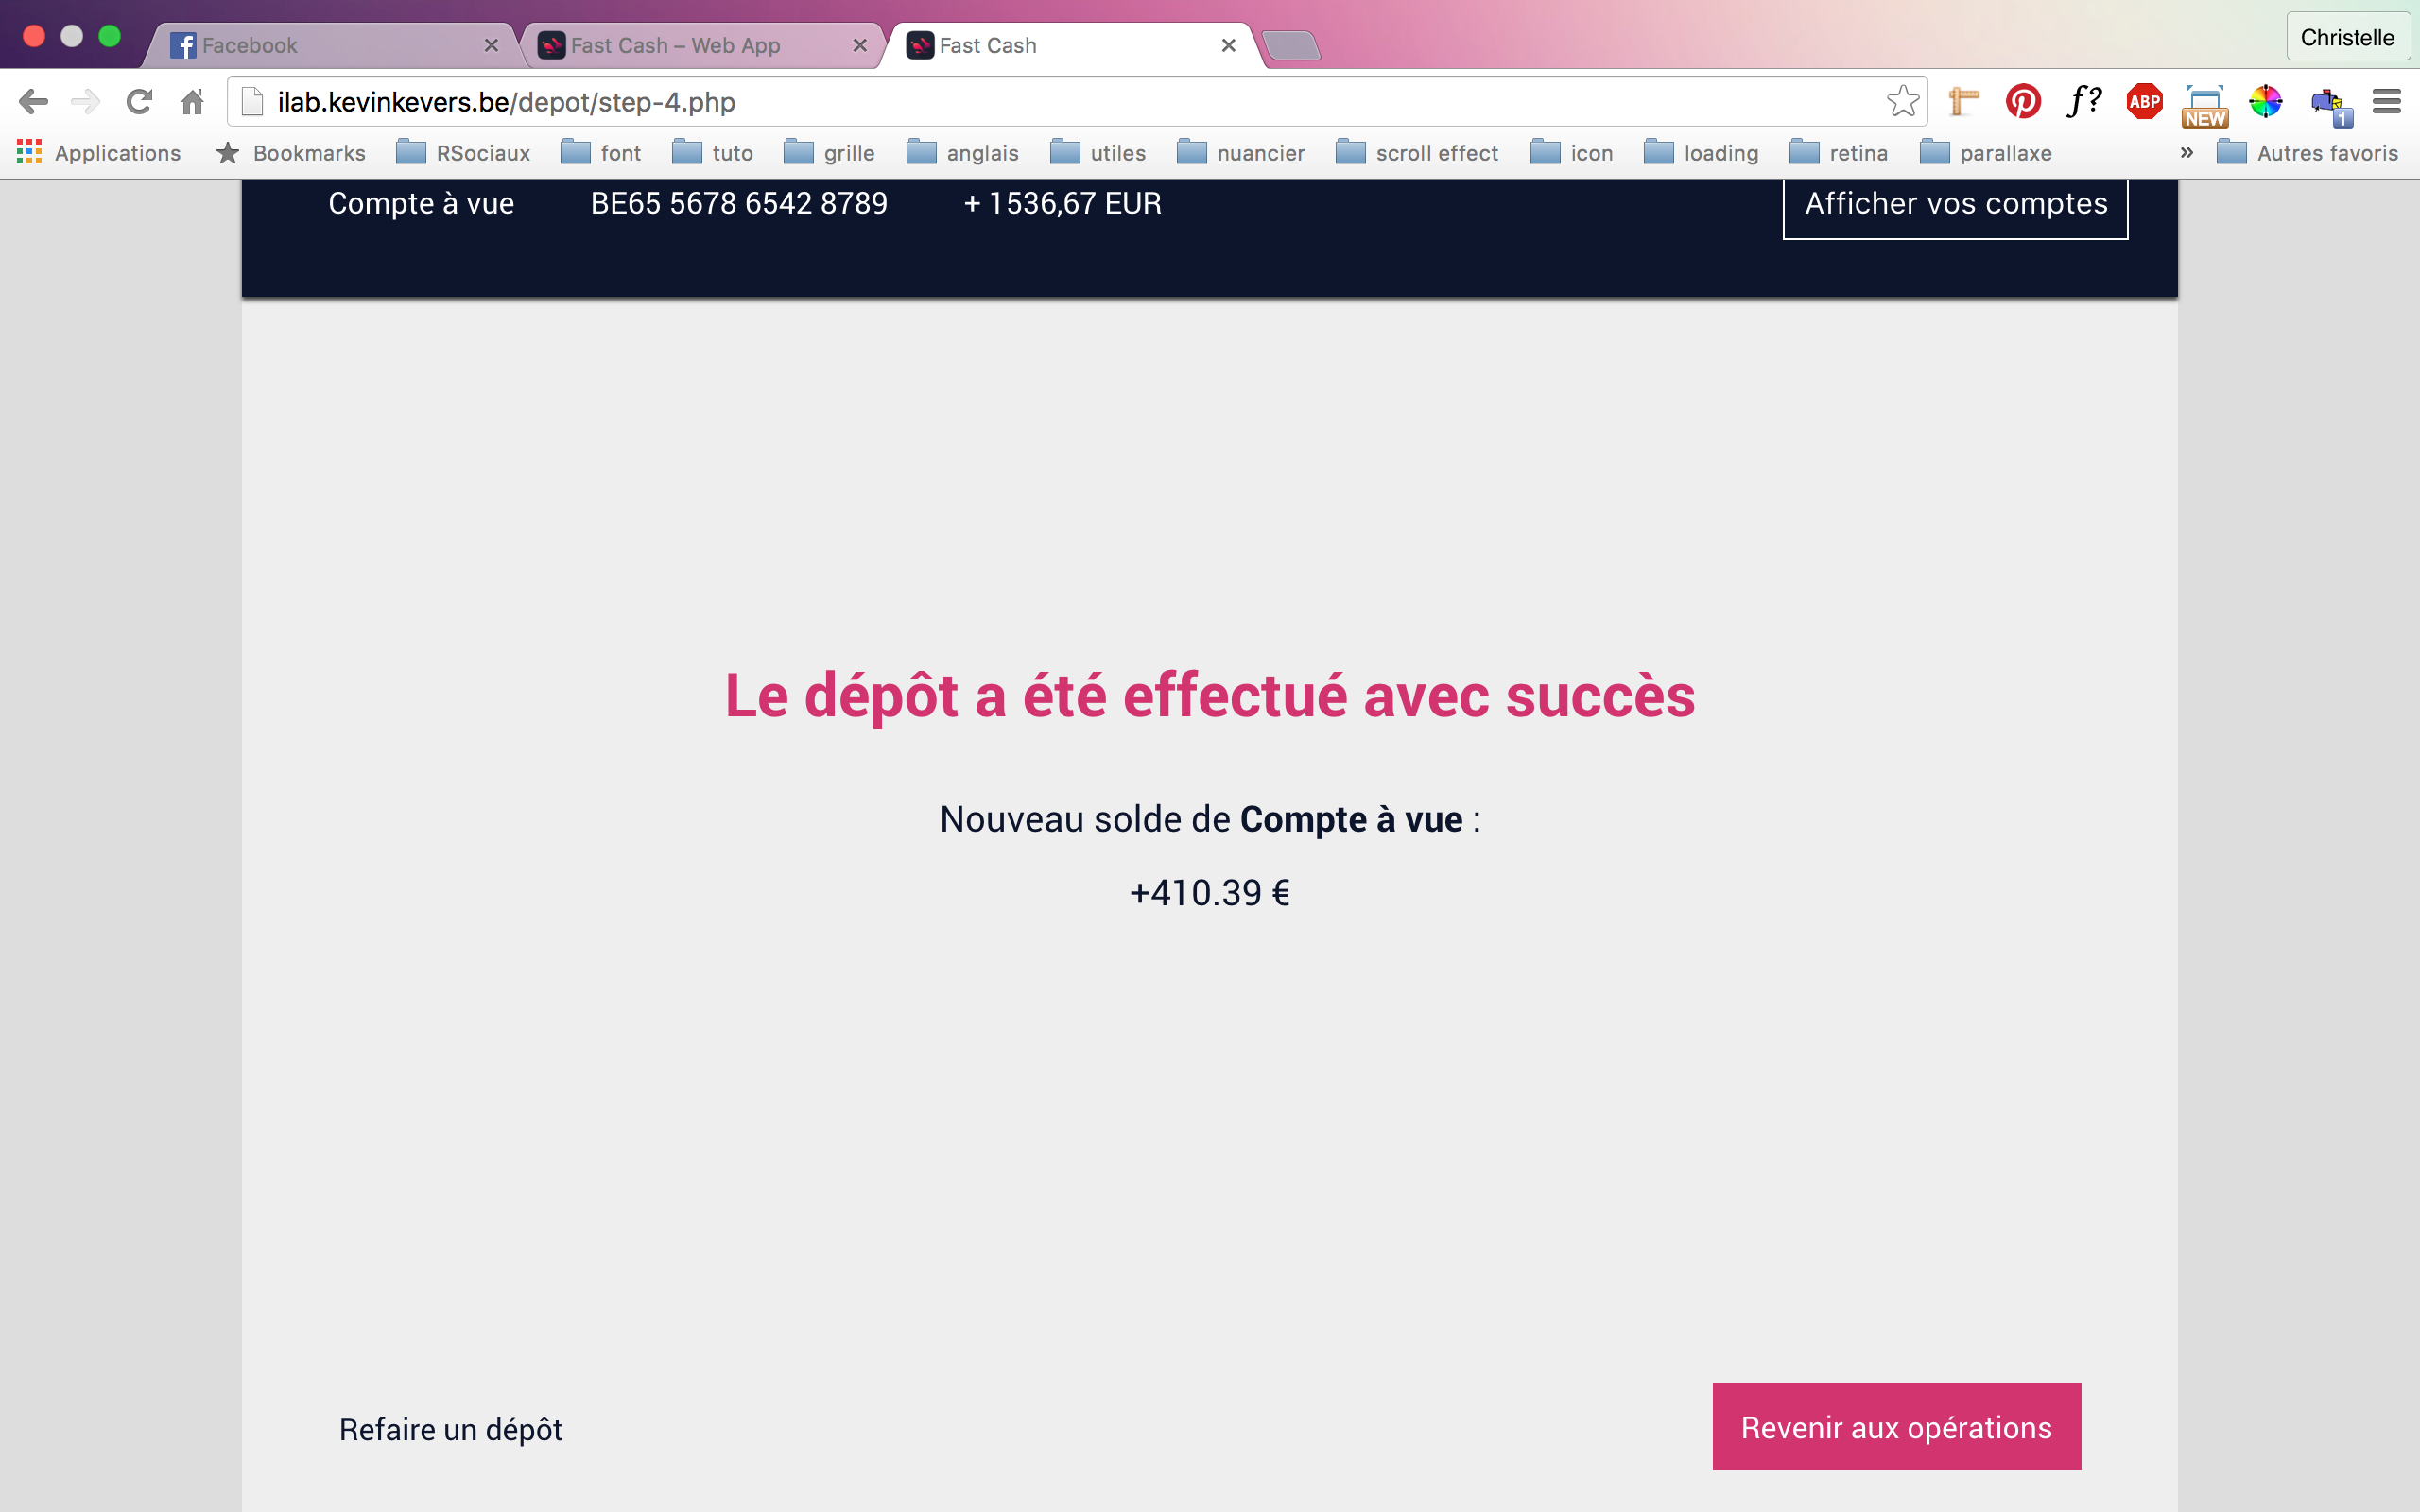 Facebook
Fast Cash – Web App
Fast Cash
Christelle
ilab.kevinkevers.be/depot/step-4.php
f?
ABP
NEW
1
Applications
Bookmarks
RSociaux
font
tuto
grille
anglais
utiles
nuancier
scroll effect
icon
loading
retina
parallaxe
»
Autres favoris
Compte à vue
BE65 5678 6542 8789
+ 1536,67 EUR
Afficher vos comptes
Le dépôt a été effectué avec succès
Nouveau solde de Compte à vue :
+410.39 €
Refaire un dépôt
Revenir aux opérations